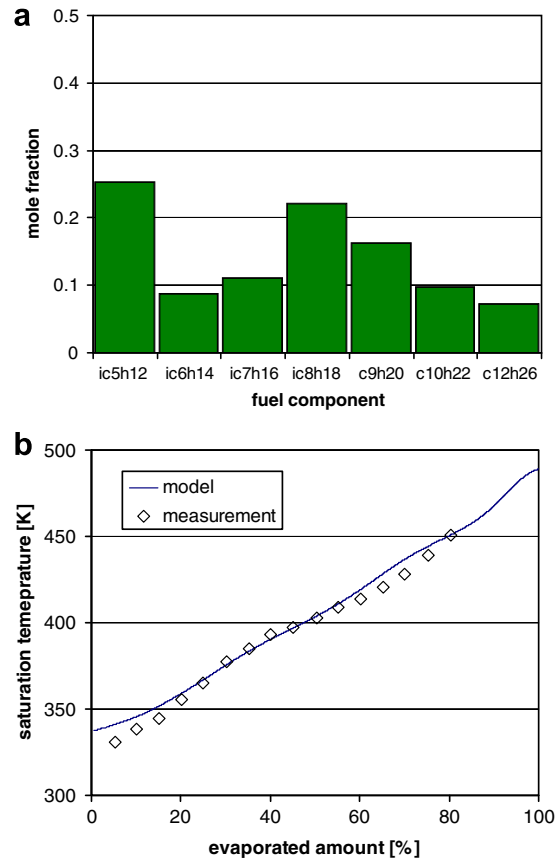 a
0.5
0.4
0.3
0.2
0.1
0
mole fraction
ic5h12 ic6h14 ic7h16 ic8h18 c9h20 c10h22 c12h26
fuel component
b
500
450
400
350
300
saturation temeprature [K]
model
measurement
0 20 40 60 80 100
evaporated amount [%]